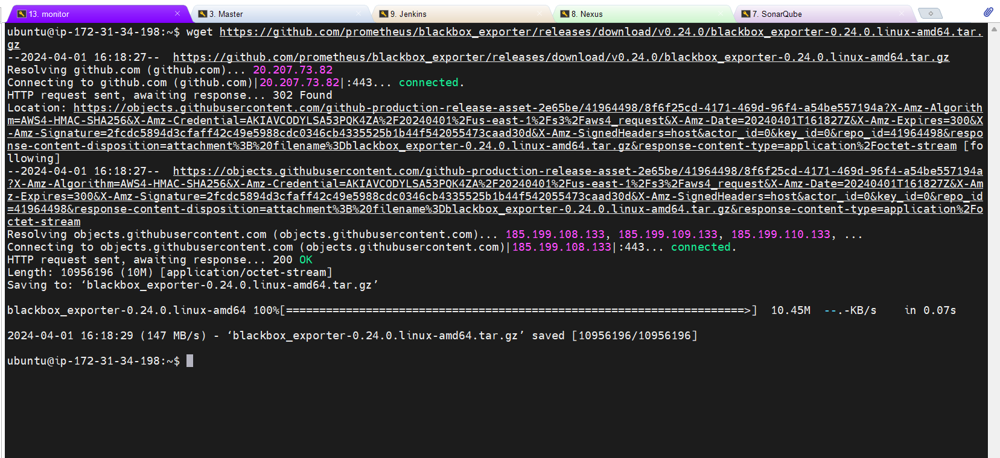 13. monitor
3. Master
9. Jenkins
8. Nexus
7. SonarQube
ubuntu@ip-172-31-34-198:~$ wget https://github.com/prometheus/blackbox_exporter/releases/download/v0.24.0/blackbox_exporter-0.24.0.linux-amd64.tar.
gz
--2024-04-01 16:18:27--  https://github.com/prometheus/blackbox_exporter/releases/download/v0.24.0/blackbox_exporter-0.24.0.linux-amd64.tar.gz
Resolving github.com (github.com)... 20.207.73.82
Connecting to github.com (github.com)|20.207.73.82|:443... connected.
HTTP request sent, awaiting response... 302 Found
Location: https://objects.githubusercontent.com/github-production-release-asset-2e65be/41964498/8f6f25cd-4171-469d-96f4-a54be557194a?X-Amz-Algorith
m=AWS4-HMAC-SHA256&X-Amz-Credential=AKIAVCODYLSA53PQK4ZA%2F20240401%2Fus-east-1%2Fs3%2Faws4_request&X-Amz-Date=20240401T161827Z&X-Amz-Expires=300&X
-Amz-Signature=2fcdc5894d3cfaff42c49e5988cdc0346cb4335525b1b44f542055473caad30d&X-Amz-SignedHeaders=host&actor_id=0&key_id=0&repo_id=41964498&respo
nse-content-disposition=attachment%3B%20filename%3Dblackbox_exporter-0.24.0.linux-amd64.tar.gz&response-content-type=application%2Foctet-stream [fo
llowing]
--2024-04-01 16:18:27--  https://objects.githubusercontent.com/github-production-release-asset-2e65be/41964498/8f6f25cd-4171-469d-96f4-a54be557194a
?X-Amz-Algorithm=AWS4-HMAC-SHA256&X-Amz-Credential=AKIAVCODYLSA53PQK4ZA%2F20240401%2Fus-east-1%2Fs3%2Faws4_request&X-Amz-Date=20240401T161827Z&X-Am
z-Expires=300&X-Amz-Signature=2fcdc5894d3cfaff42c49e5988cdc0346cb4335525b1b44f542055473caad30d&X-Amz-SignedHeaders=host&actor_id=0&key_id=0&repo_id
=41964498&response-content-disposition=attachment%3B%20filename%3Dblackbox_exporter-0.24.0.linux-amd64.tar.gz&response-content-type=application%2Fo
ctet-stream
Resolving objects.githubusercontent.com (objects.githubusercontent.com)... 185.199.108.133, 185.199.109.133, 185.199.110.133, ...
Connecting to objects.githubusercontent.com (objects.githubusercontent.com)|185.199.108.133|:443... connected.
HTTP request sent, awaiting response... 200 OK
Length: 10956196 (10M) [application/octet-stream]
Saving to: ‘blackbox_exporter-0.24.0.linux-amd64.tar.gz’
blackbox_exporter-0.24.0.linux-amd64 100%[=====================================================================>]  10.45M  --.-KB/s    in 0.07s
2024-04-01 16:18:29 (147 MB/s) - ‘blackbox_exporter-0.24.0.linux-amd64.tar.gz’ saved [10956196/10956196]
ubuntu@ip-172-31-34-198:~$